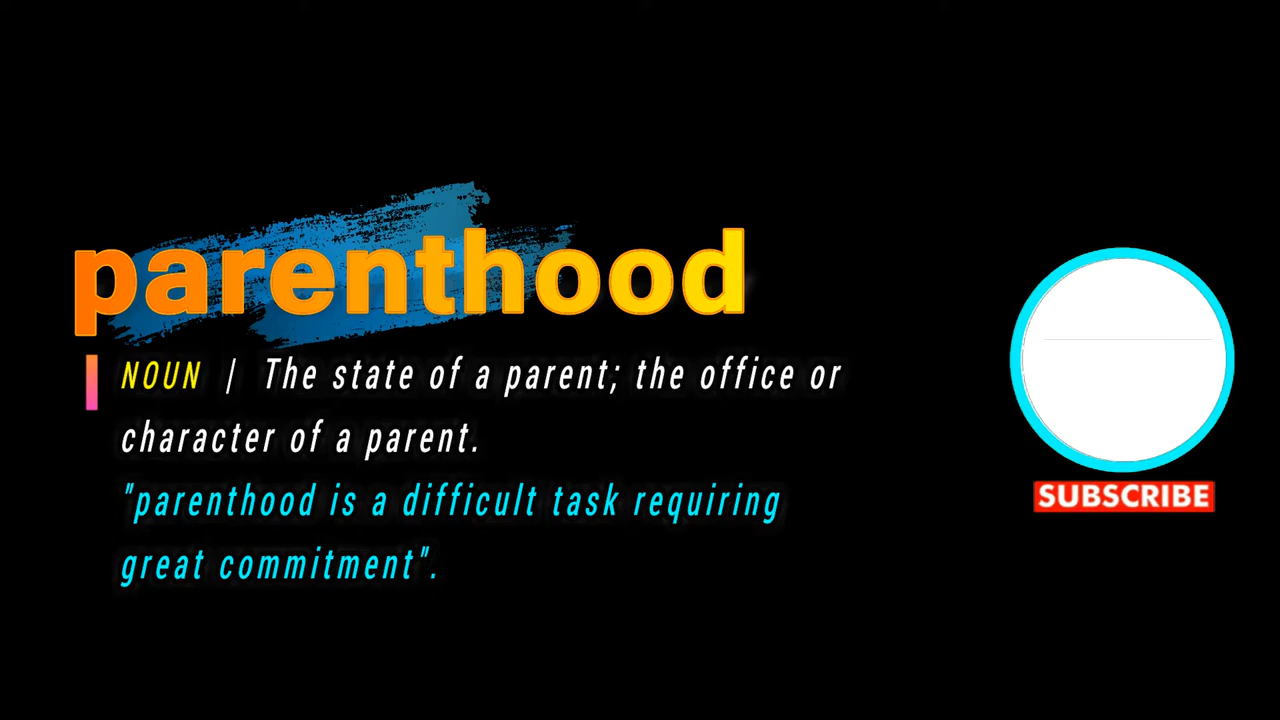 parenthood
NOUN | The state of a parent; the office or
character of a parent.
"parenthood is a difficult task requiring
great commitment".
SUBSCRIBE